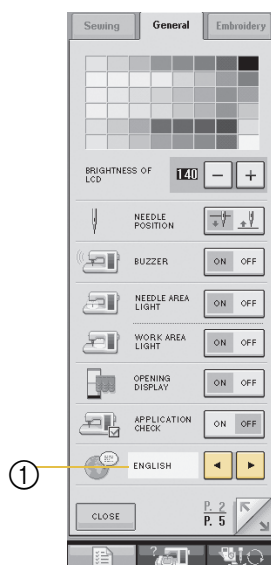 Sewing General Embroidery
BRIGHTNESS OF
LCD
140 - +
NEEDLE
POSITION
BUZZER ON OFF
NEEDLE AREA
LIGHT
ON OFF
WORK AREA
LIGHT
ON OFF
OPENING
DISPLAY
ON OFF
APPLICATION
CHECK
ON OFF
1 ENGLISH
CLOSE
P. 2
P. 5